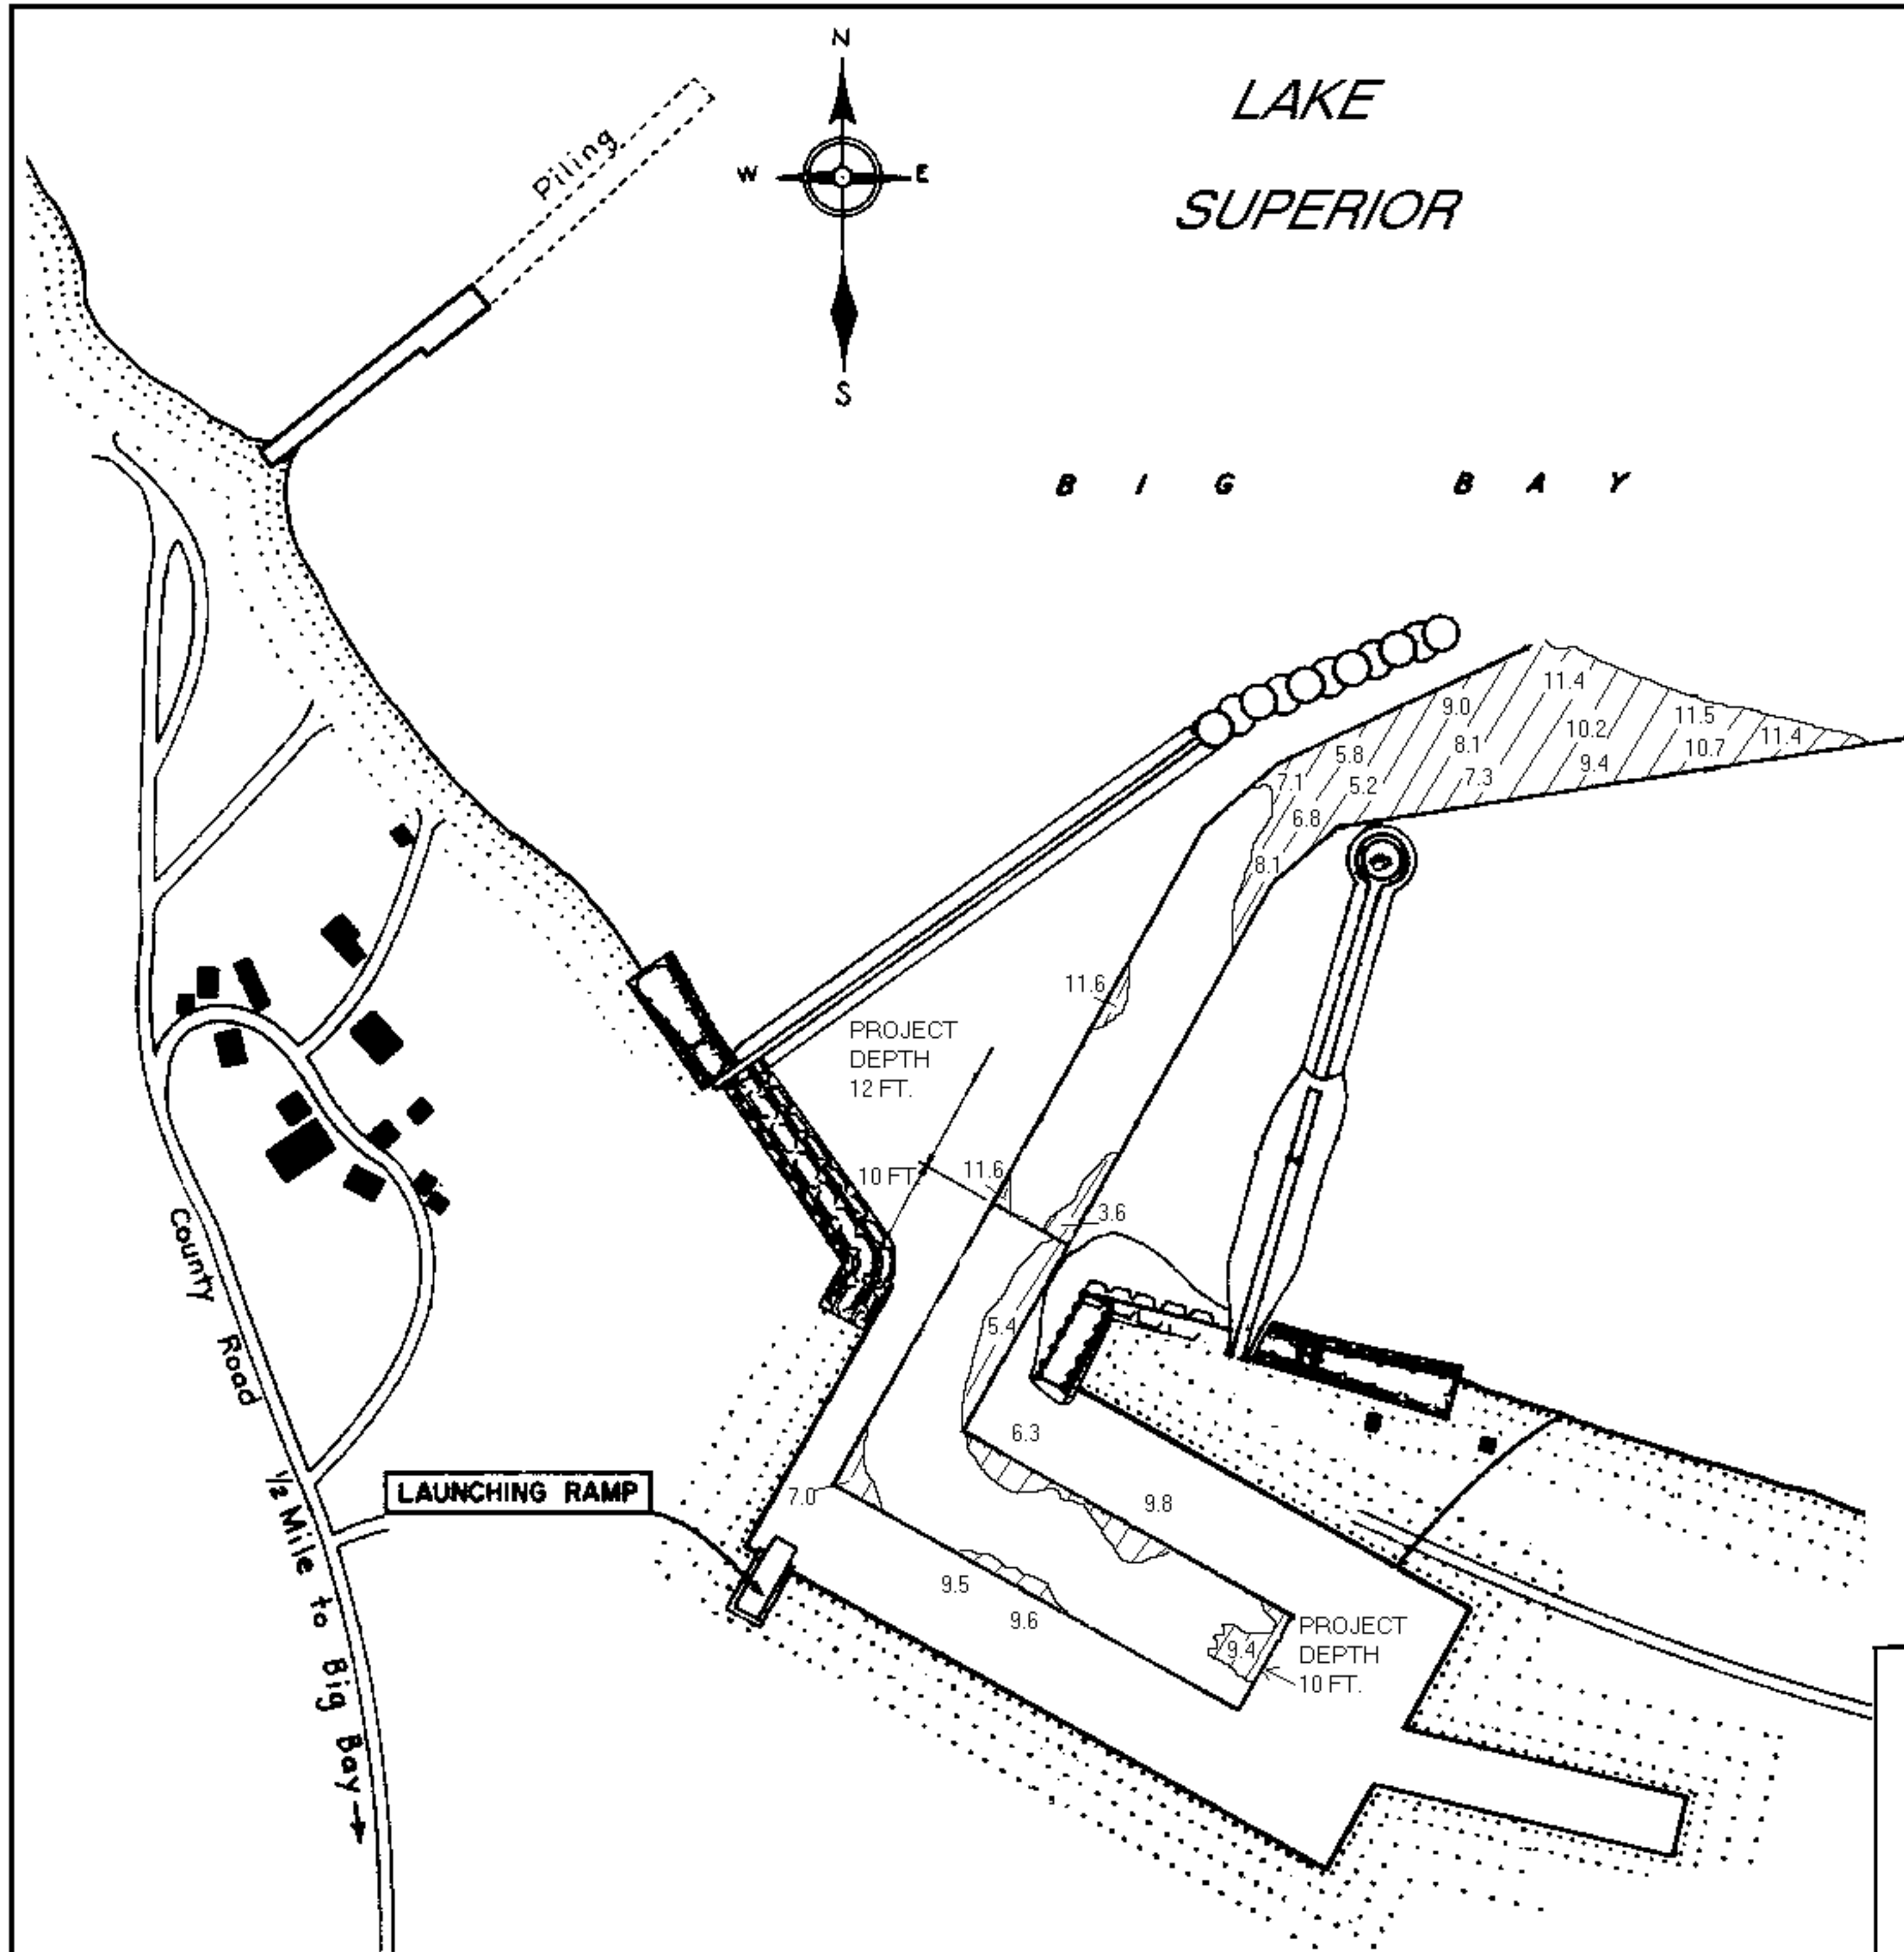 N
W
E
S
LAKE
SUPERIOR
Piling
B I G B A Y
11.4
9.0
11.5
10.2
11.4
8.1
10.7
5.8
9.4
7.1
5.2
7.3
6.8
8.1
11.6
PROJECT
DEPTH
12 FT.
10 FT.
11.6
3.6
5.4
6.3
County Road
1/2 Mile to Big Bay
LAUNCHING RAMP
7.0
9.8
9.5
9.6
9.4
PROJECT
DEPTH
10 FT.